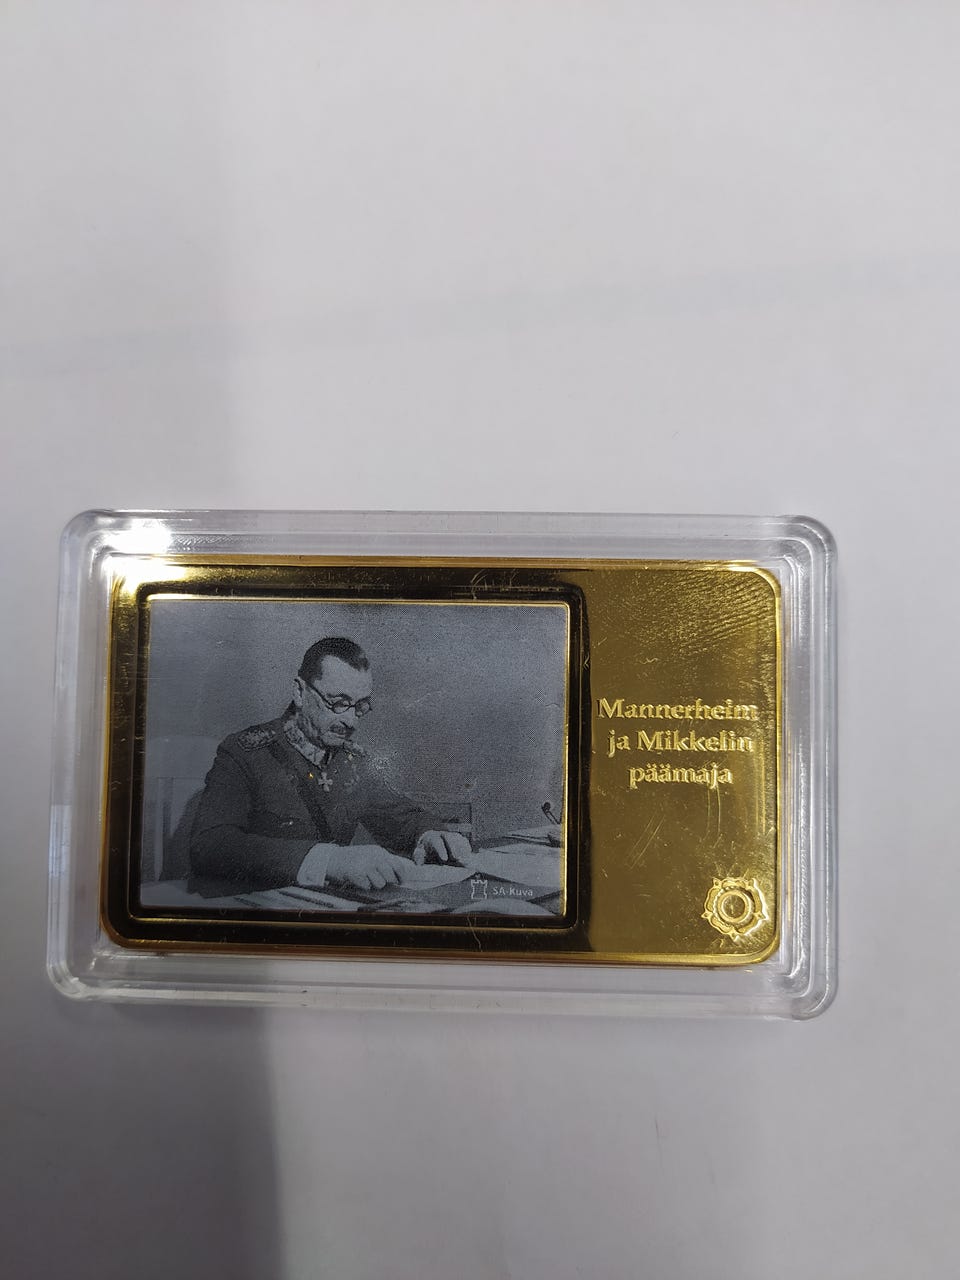 Mannerheim
ja Mikkelin
päämaja
SA-Kuva